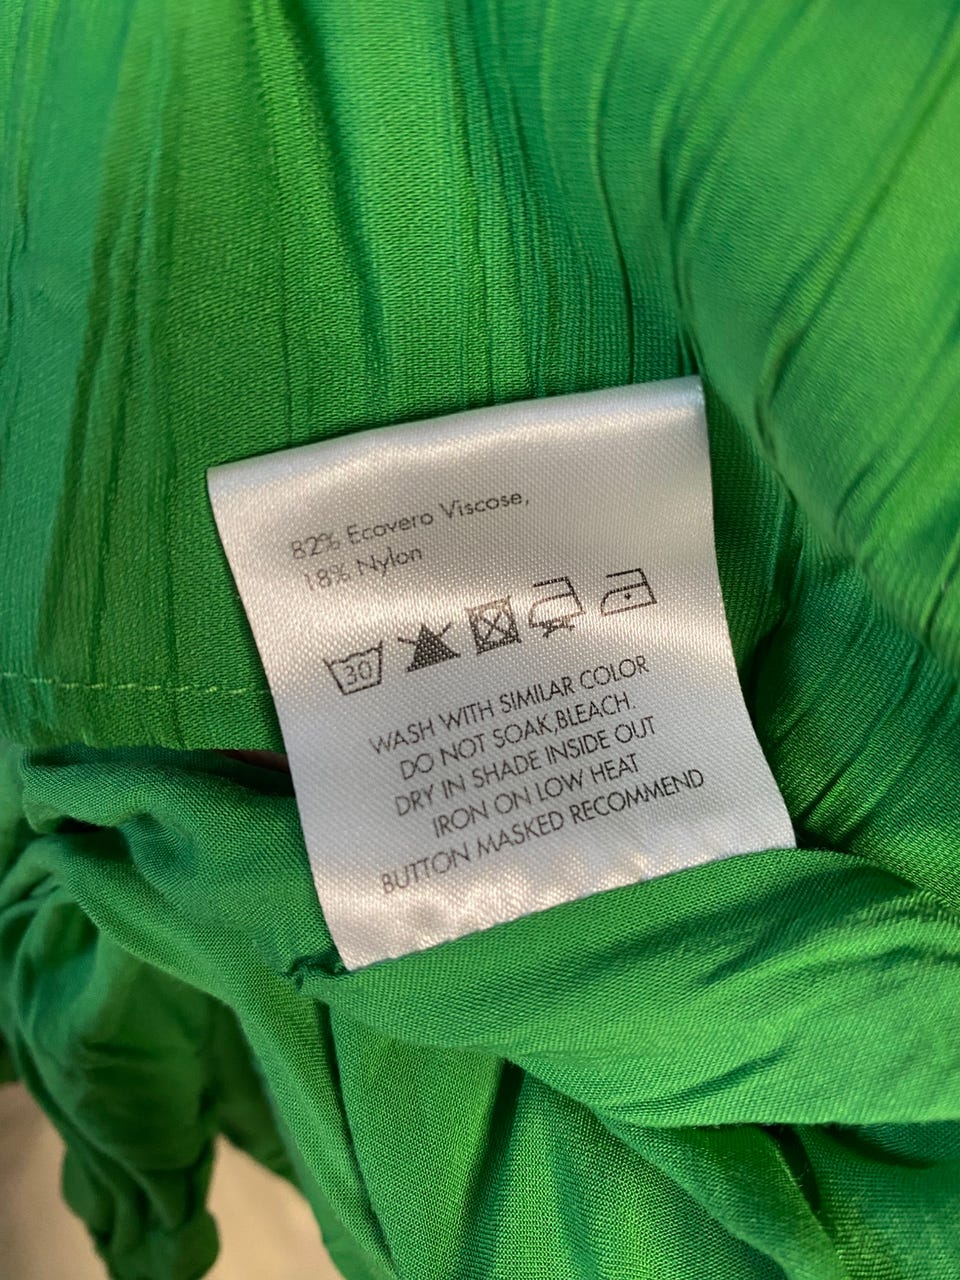 82% Ecovero Viscose,
18% Nylon
30
WASH WITH SIMILAR COLOR
DO NOT SOAK,BLEACH.
DRY IN SHADE INSIDE OUT
IRON ON LOW HEAT
BUTTON MASKED RECOMMEND